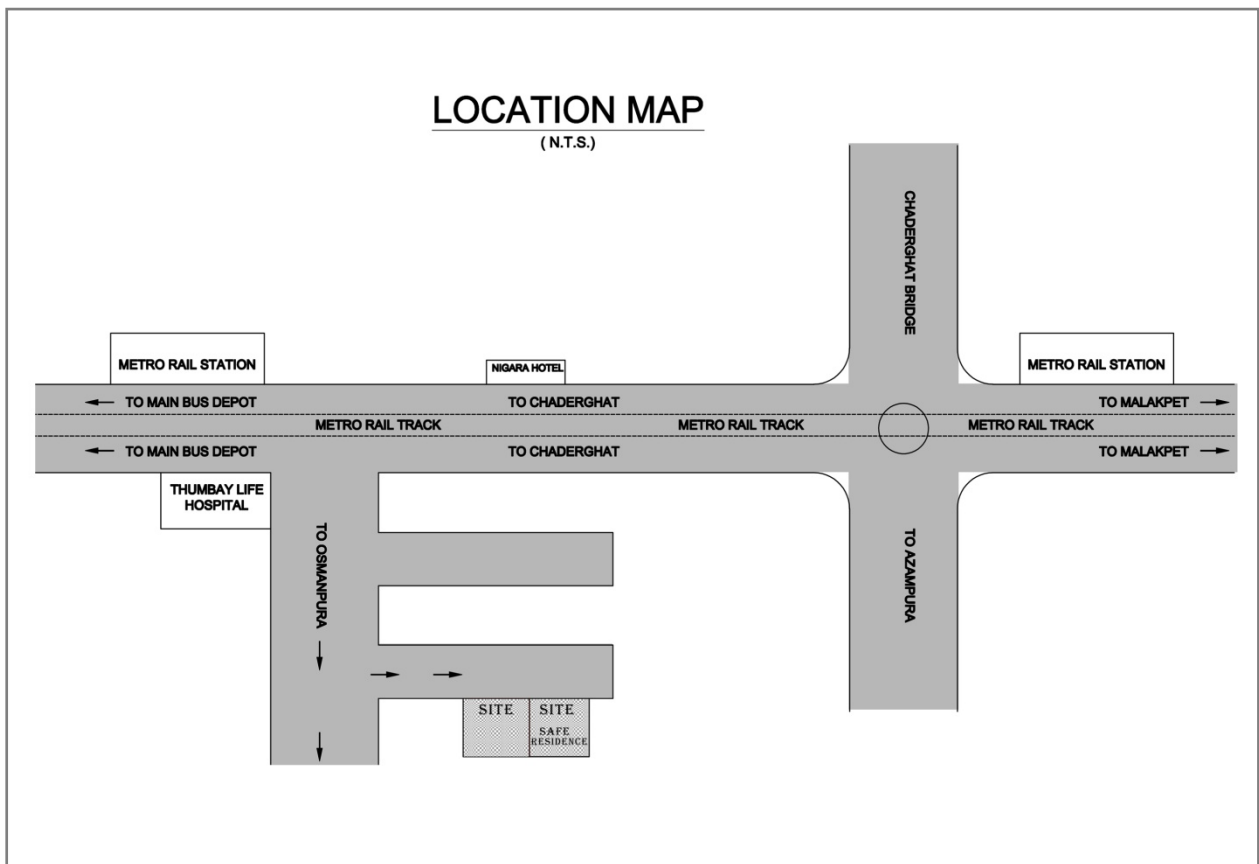 LOCATION MAP
( N.T.S.)
CHADERGHAT BRIDGE
METRO RAIL STATION
NIGARA HOTEL
METRO RAIL STATION
TO MAIN BUS DEPOT
TO CHADERGHAT
TO MALAKPET
METRO RAIL TRACK
METRO RAIL TRACK
METRO RAIL TRACK
TO MAIN BUS DEPOT
TO CHADERGHAT
TO MALAKPET
THUMBAY LIFE
HOSPITAL
TO OSMANPURA
TO AZAMPURA
SITE
SITE
SAFE
RESIDENCE